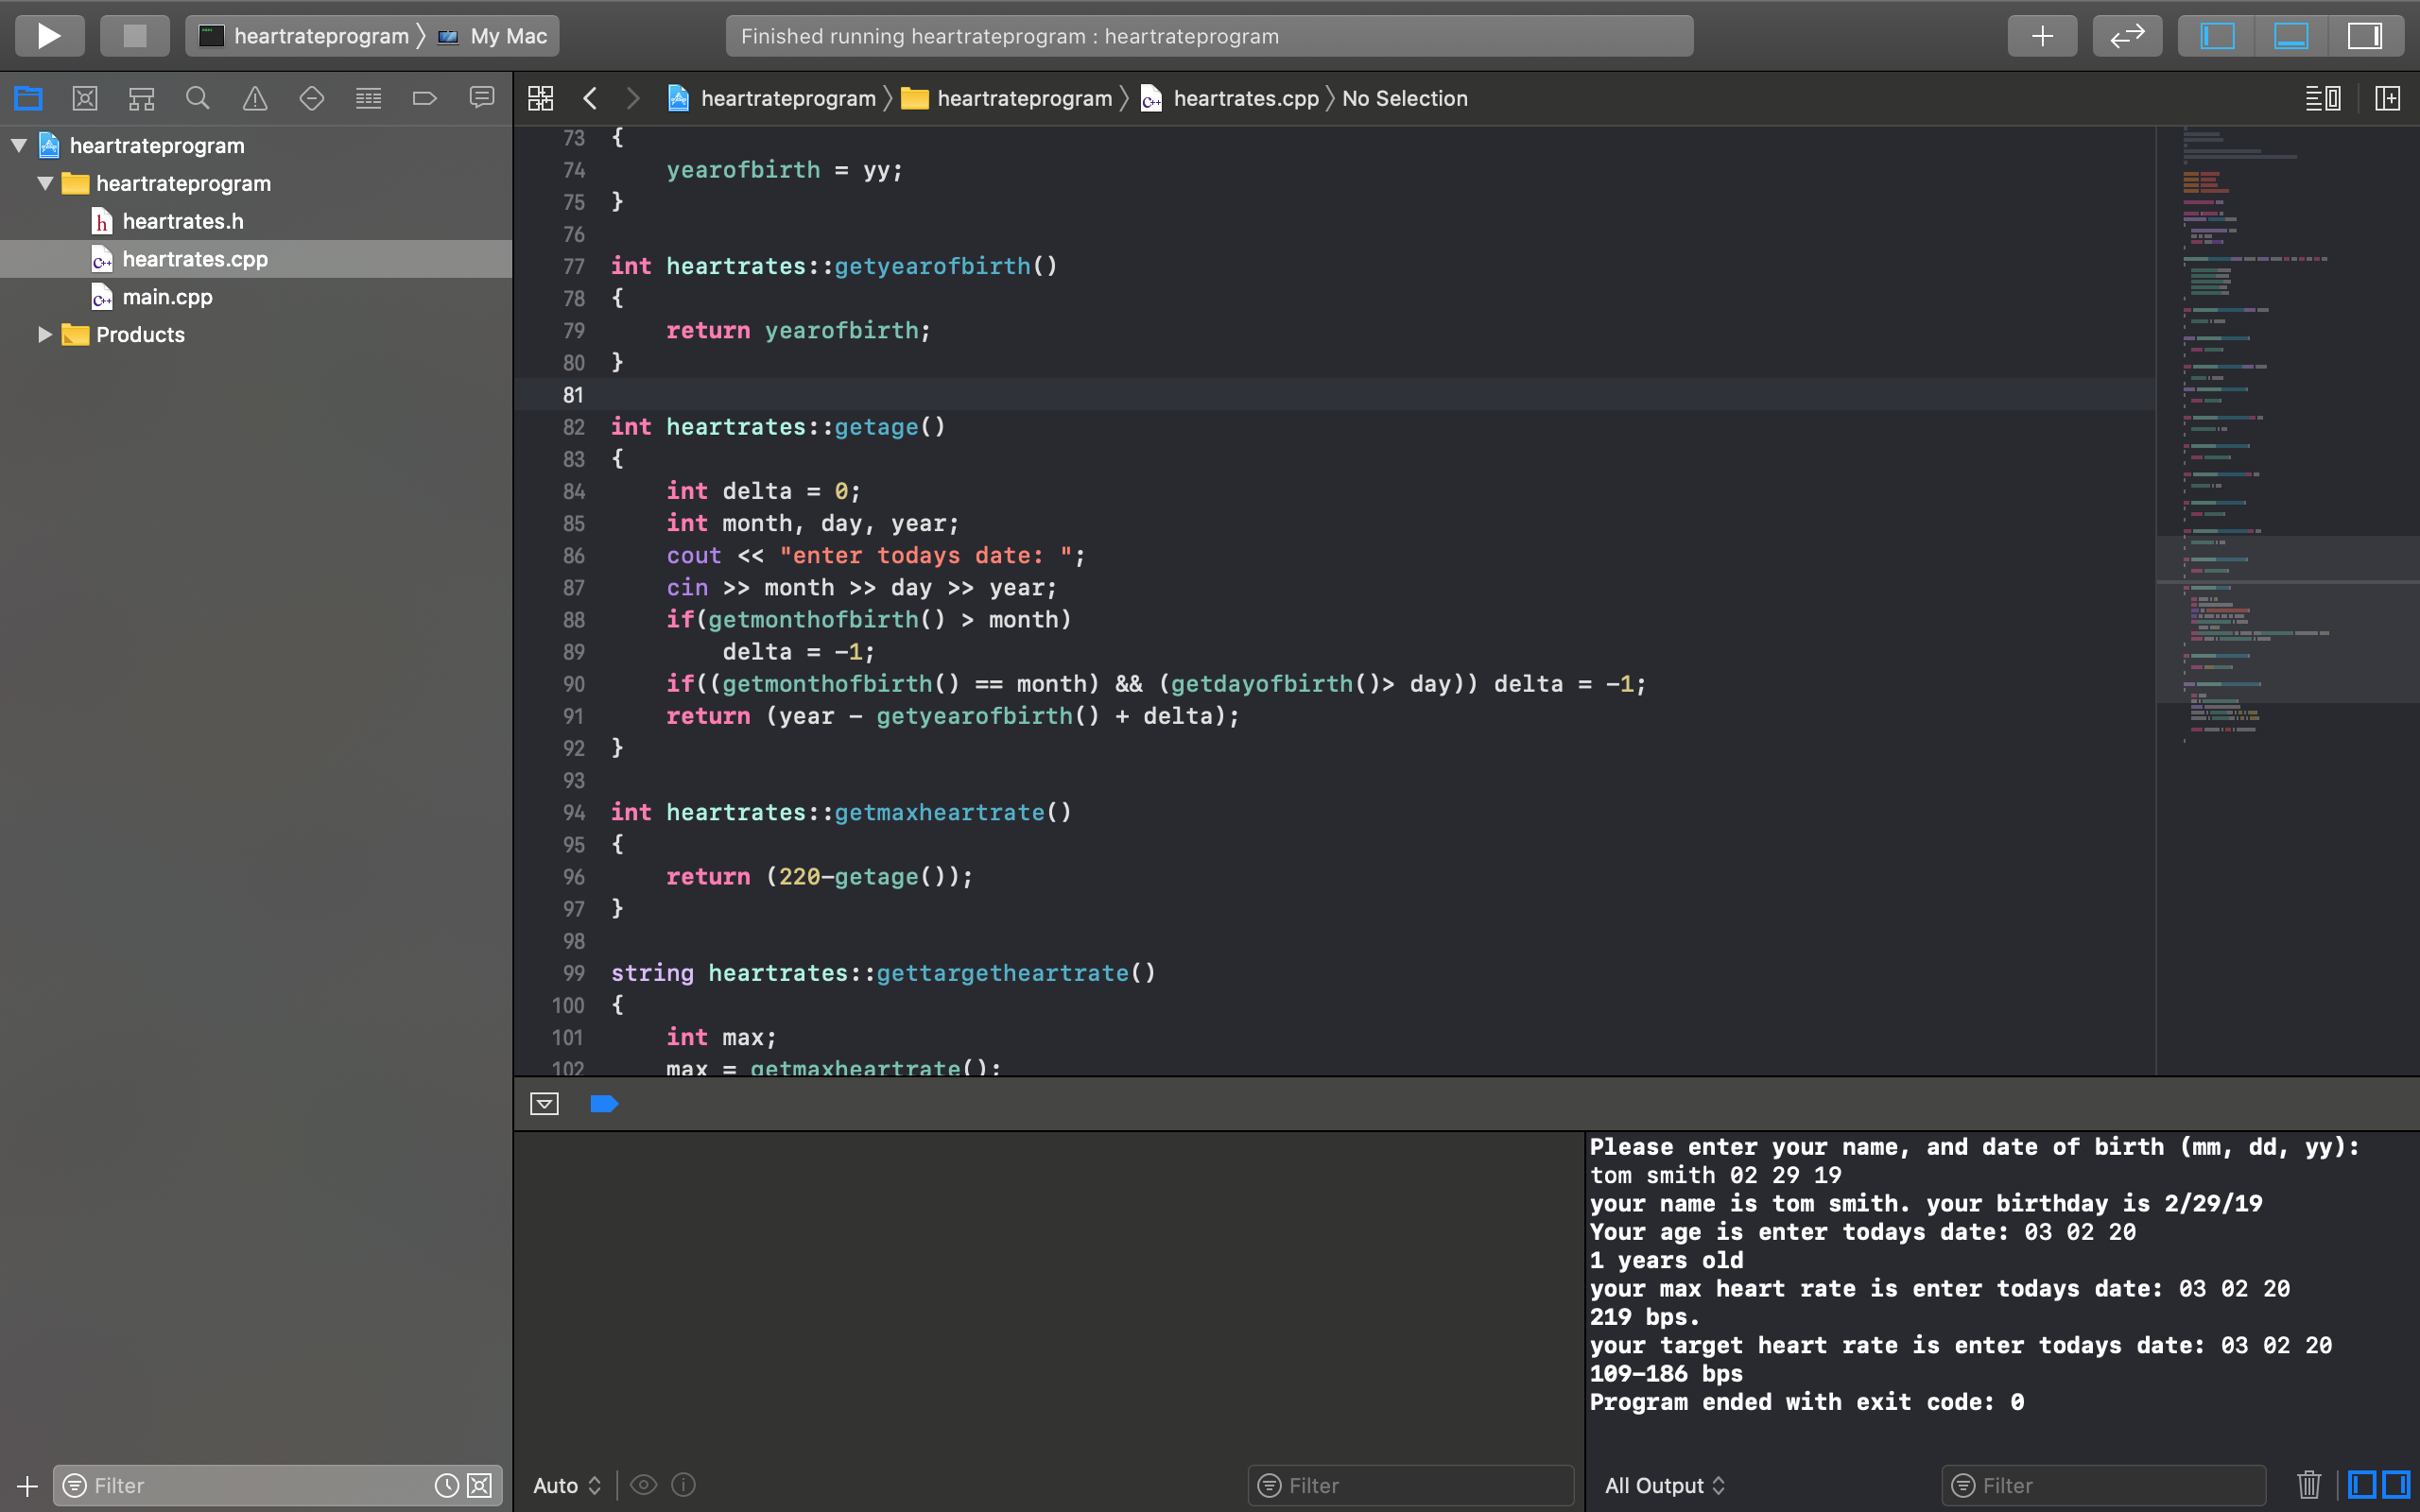 heartrateprogram 〉 My Mac
Finished running heartrateprogram : heartrateprogram
heartrateprogram 〉 heartrateprogram 〉 heartrates.cpp 〉 No Selection
heartrateprogram
heartrateprogram
heartrates.h
heartrates.cpp
main.cpp
Products
73 {
74     yearofbirth = yy;
75 }
76
77 int heartrates::getyearofbirth()
78 {
79     return yearofbirth;
80 }
81
82 int heartrates::getage()
83 {
84     int delta = 0;
85     int month, day, year;
86     cout << "enter todays date: ";
87     cin >> month >> day >> year;
88     if(getmonthofbirth() > month)
89         delta = -1;
90     if((getmonthofbirth() == month) && (getdayofbirth()> day)) delta = -1;
91     return (year - getyearofbirth() + delta);
92 }
93
94 int heartrates::getmaxheartrate()
95 {
96     return (220-getage());
97 }
98
99 string heartrates::gettargetheartrate()
100 {
101     int max;
102     max = getmaxheartrate();
Please enter your name, and date of birth (mm, dd, yy):
tom smith 02 29 19
your name is tom smith. your birthday is 2/29/19
Your age is enter todays date: 03 02 20
1 years old
your max heart rate is enter todays date: 03 02 20
219 bps.
your target heart rate is enter todays date: 03 02 20
109-186 bps
Program ended with exit code: 0
Filter
Auto
Filter
All Output
Filter